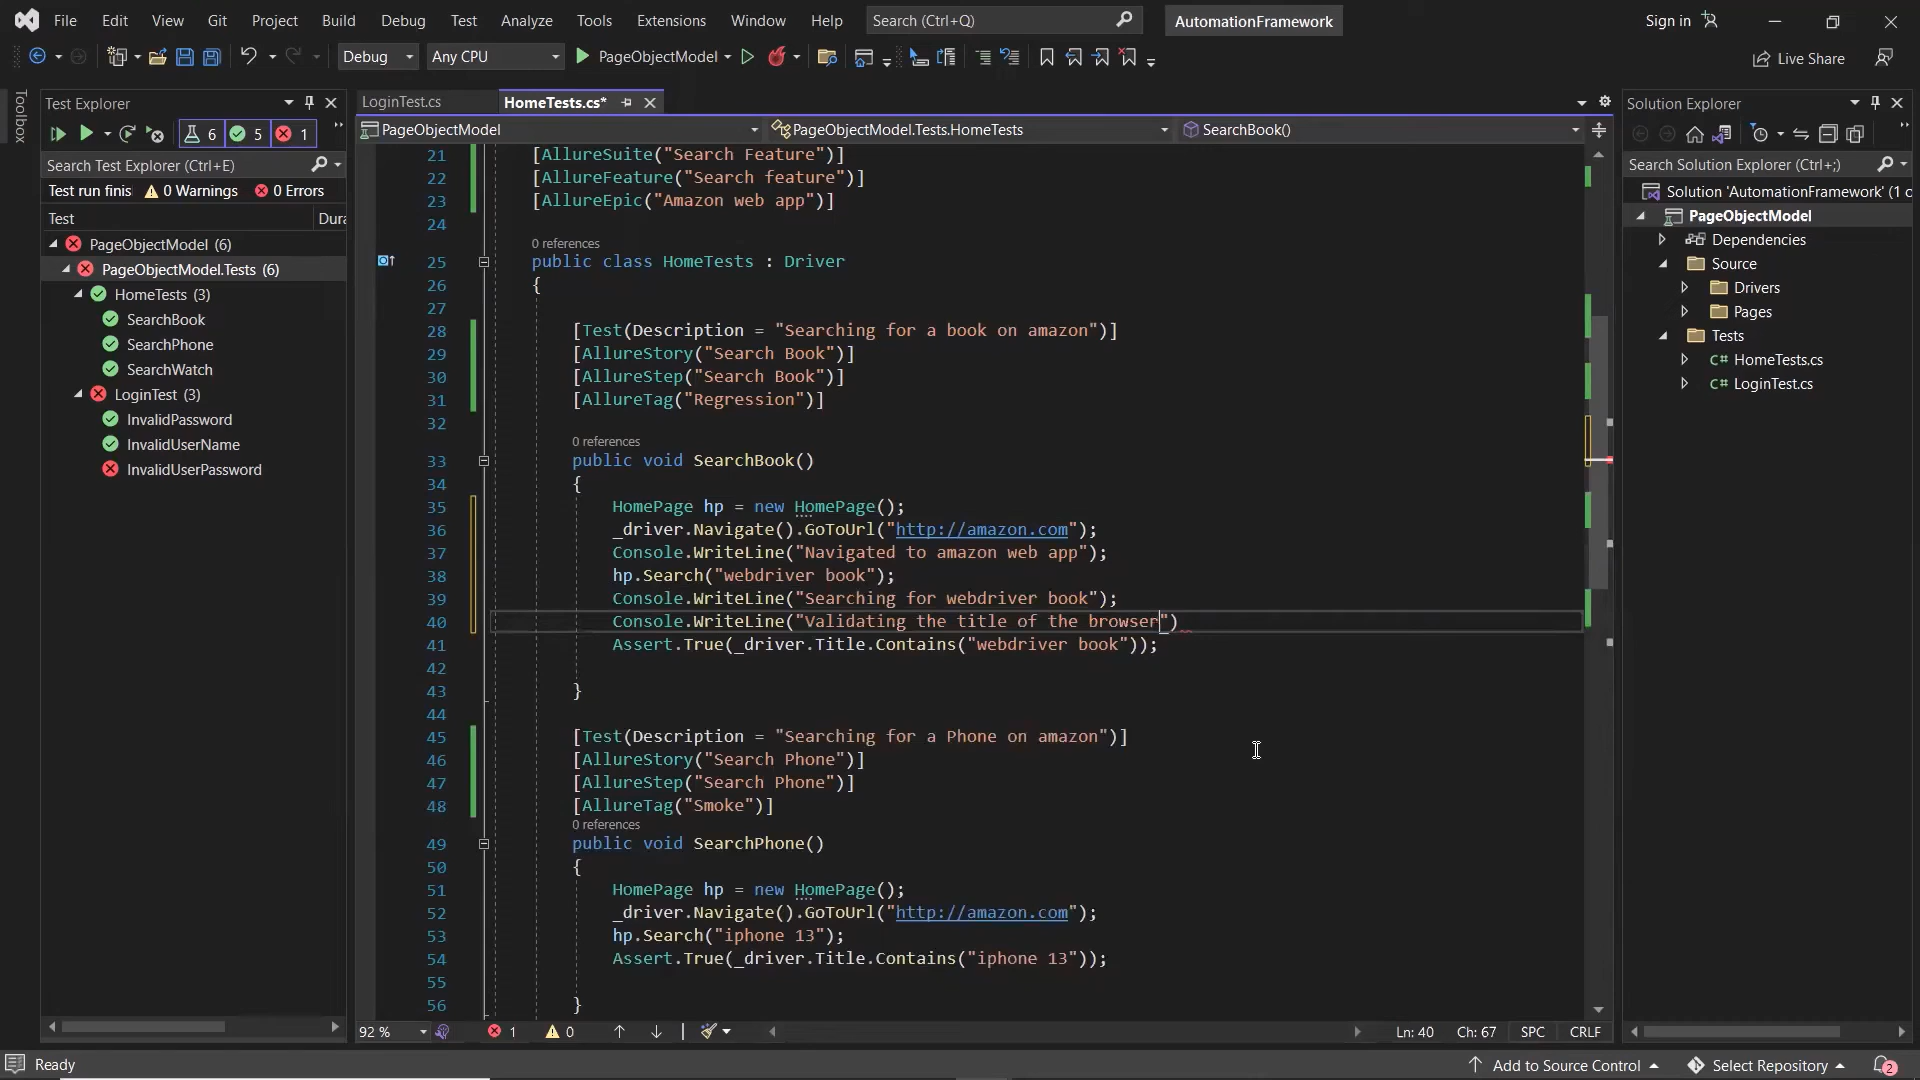 File Edit View Git Project Build Debug Test Analyze Tools Extensions Window Help Search (Ctrl+Q) AutomationFramework Sign in
Debug Any CPU PageObjectModel Live Share
Toolbox
Test Explorer
6 5 1
Search Test Explorer (Ctrl+E)
Test run finis 0 Warnings 0 Errors
Test Dura
PageObjectModel (6)
PageObjectModel.Tests (6)
HomeTests (3)
SearchBook
SearchPhone
SearchWatch
LoginTest (3)
InvalidPassword
InvalidUserName
InvalidUserPassword
LoginTest.cs HomeTests.cs*
PageObjectModel PageObjectModel.Tests.HomeTests SearchBook()
21 [AllureSuite("Search Feature")]
22 [AllureFeature("Search feature")]
23 [AllureEpic("Amazon web app")]
24
0 references
25 public class HomeTests : Driver
26 {
27
28 [Test(Description = "Searching for a book on amazon")]
29 [AllureStory("Search Book")]
30 [AllureStep("Search Book")]
31 [AllureTag("Regression")]
32
0 references
33 public void SearchBook()
34 {
35 HomePage hp = new HomePage();
36 _driver.Navigate().GoToUrl("http://amazon.com");
37 Console.WriteLine("Navigated to amazon web app");
38 hp.Search("webdriver book");
39 Console.WriteLine("Searching for webdriver book");
40 Console.WriteLine("Validating the title of the browser")
41 Assert.True(_driver.Title.Contains("webdriver book"));
42
43 }
44
45 [Test(Description = "Searching for a Phone on amazon")]
46 [AllureStory("Search Phone")]
47 [AllureStep("Search Phone")]
48 [AllureTag("Smoke")]
0 references
49 public void SearchPhone()
50 {
51 HomePage hp = new HomePage();
52 _driver.Navigate().GoToUrl("http://amazon.com");
53 hp.Search("iphone 13");
54 Assert.True(_driver.Title.Contains("iphone 13"));
55
56 }
92 % 1 0 Ln: 40 Ch: 67 SPC CRLF
Solution Explorer
Search Solution Explorer (Ctrl+;)
Solution 'AutomationFramework' (1 o
PageObjectModel
Dependencies
Source
Drivers
Pages
Tests
C# HomeTests.cs
C# LoginTest.cs
Ready Add to Source Control Select Repository 2